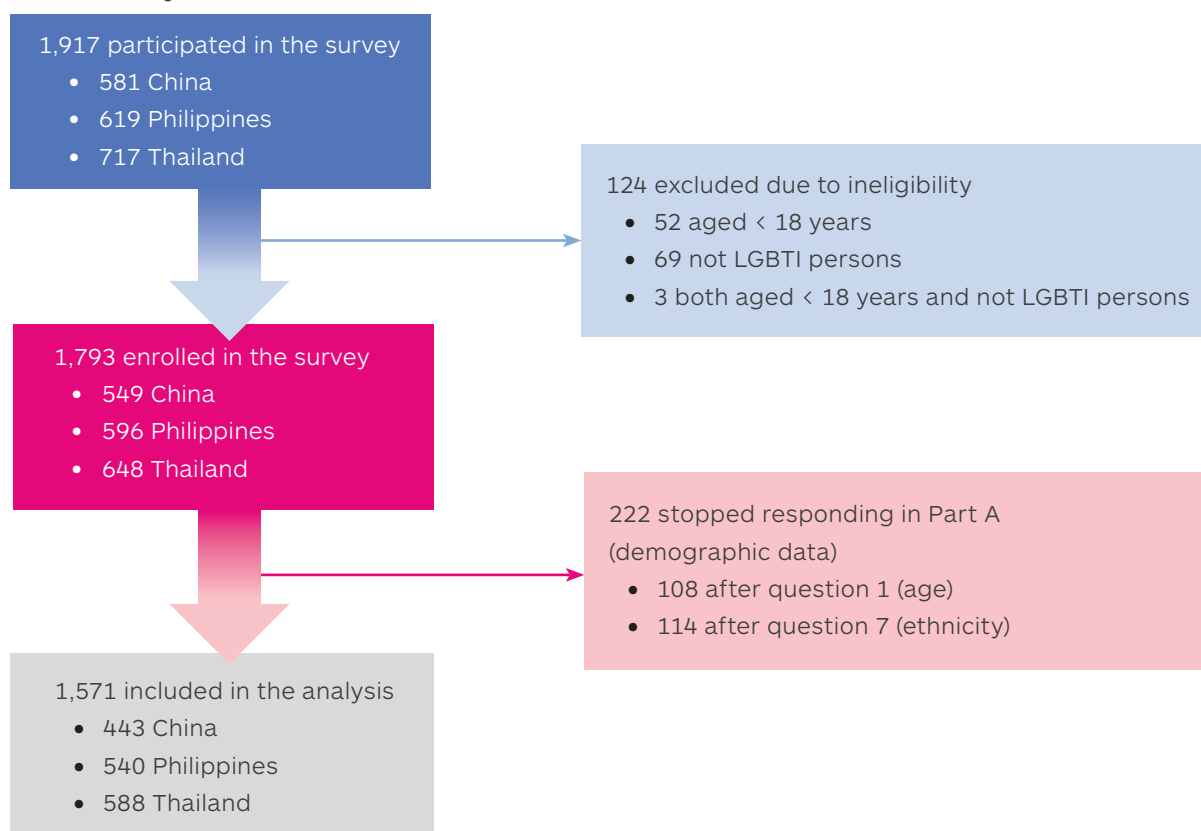 1,917 participated in the survey
• 581 China
• 619 Philippines
• 717 Thailand
124 excluded due to ineligibility
• 52 aged < 18 years
• 69 not LGBTI persons
• 3 both aged < 18 years and not LGBTI persons
1,793 enrolled in the survey
• 549 China
• 596 Philippines
• 648 Thailand
222 stopped responding in Part A
(demographic data)
• 108 after question 1 (age)
• 114 after question 7 (ethnicity)
1,571 included in the analysis
• 443 China
• 540 Philippines
• 588 Thailand